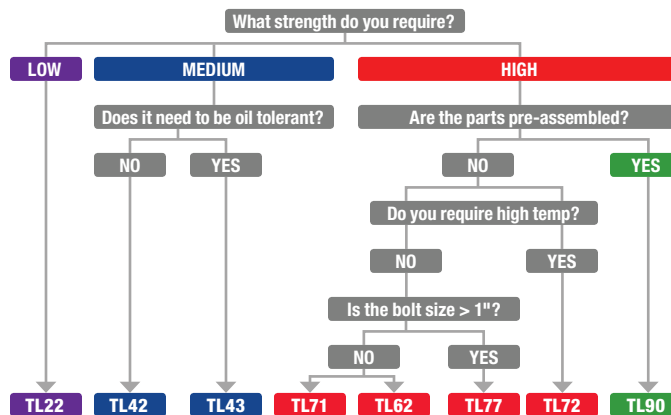 What strength do you require?
LOW
MEDIUM
HIGH
Does it need to be oil tolerant?
Are the parts pre-assembled?
NO
YES
NO
YES
Do you require high temp?
NO
YES
Is the bolt size > 1"?
NO
YES
TL22
TL42
TL43
TL71
TL62
TL77
TL72
TL90